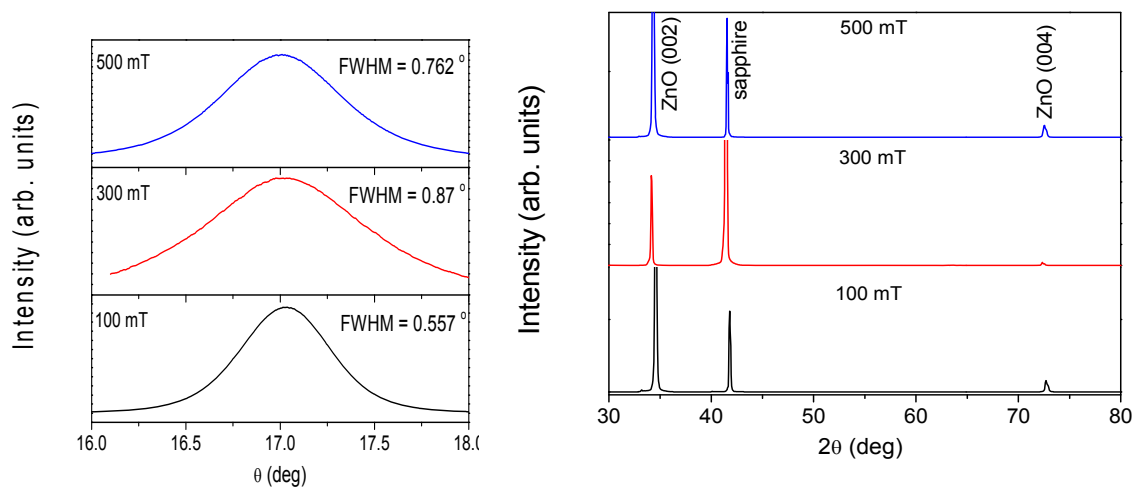 Intensity (arb. units)
500 mT
FWHM = 0.762 °
300 mT
FWHM = 0.87 °
100 mT
FWHM = 0.557 °
16.0 16.5 17.0 17.5 18.0
θ (deg)
Intensity (arb. units)
ZnO (002)
sapphire
500 mT
ZnO (004)
300 mT
100 mT
30 40 50 60 70 80
2θ (deg)